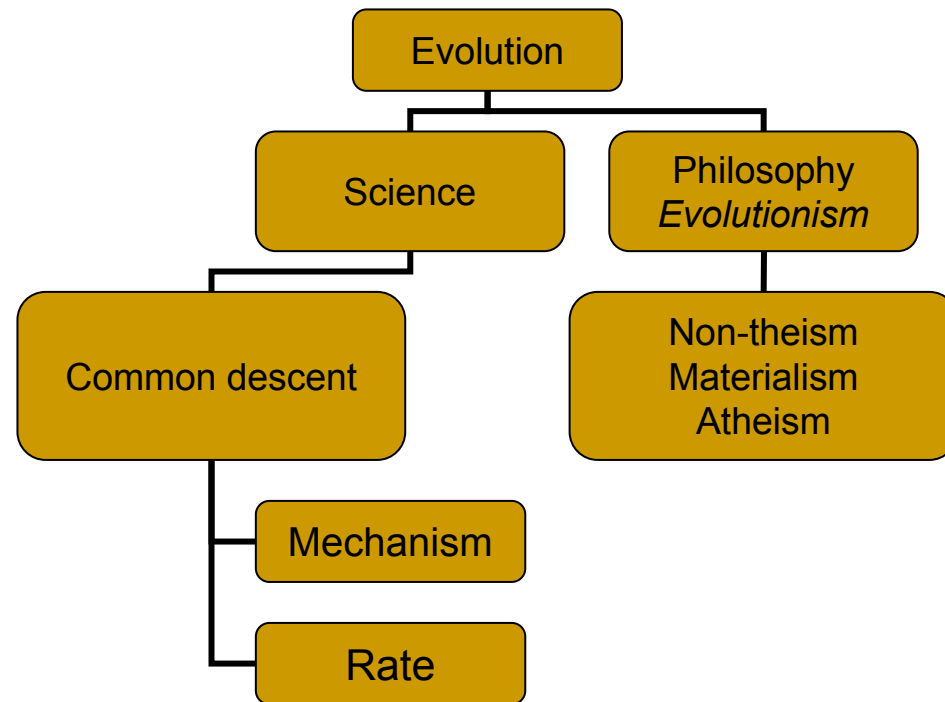 Evolution
Science
Philosophy
Evolutionism
Common descent
Non-theism
Materialism
Atheism
Mechanism
Rate